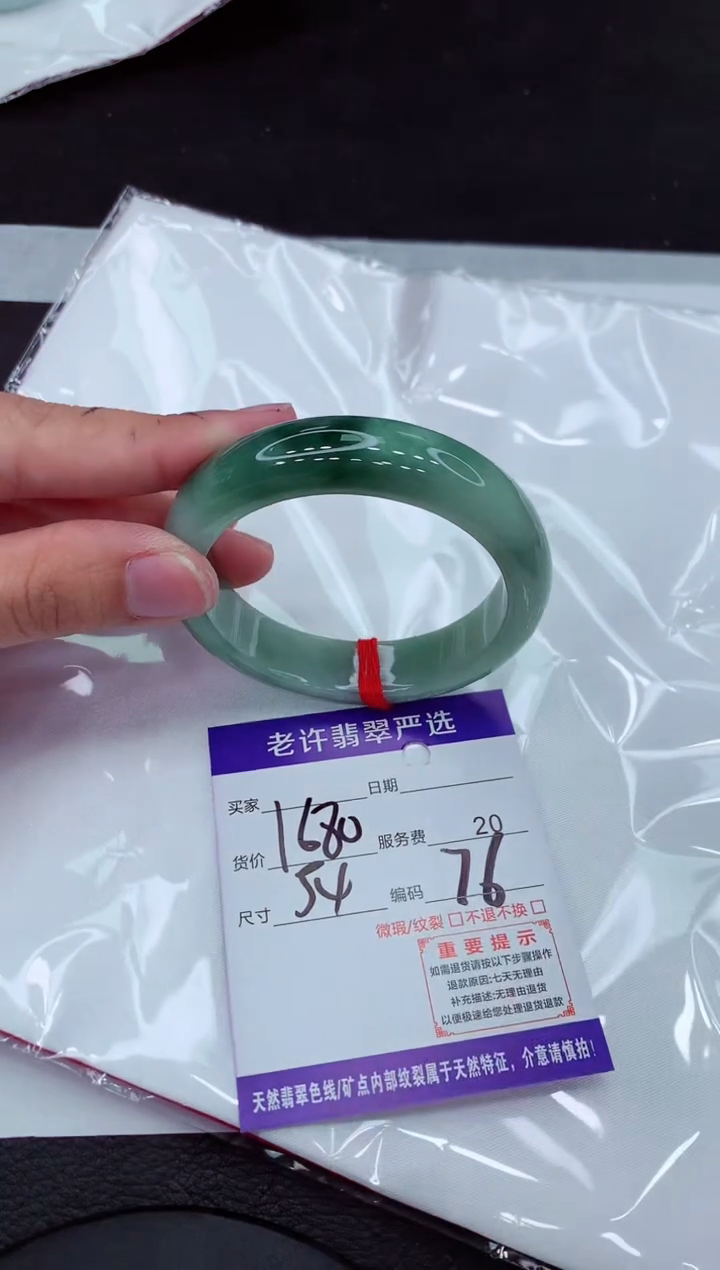 老许翡翠严选
买家 日期
货价 1680 服务费 20
尺寸 54 编码 76
微瑕/纹裂 □ 不退不换 □
重要提示
如需退货请按以下步骤操作
退款原因:七天无理由
补充描述:无理由退货
以便极速给您处理退货退款
天然翡翠色线/矿点内部纹裂属于天然特征，介意请慎拍！